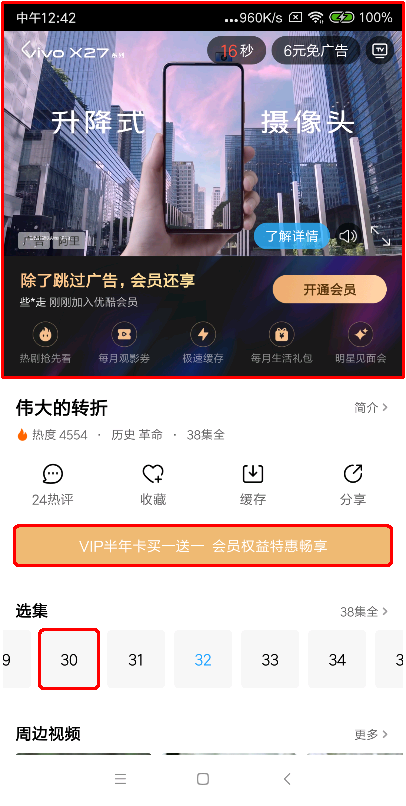 中午12:42
...960K/s 100%
vivo X27系列
16秒 6元免广告
升降式 摄像头
了解详情
除了跳过广告，会员还享
些*走 刚刚加入优酷会员
开通会员
热剧抢先看 每月观影券 极速缓存 每月生活礼包 明星见面会
伟大的转折 简介 >
热度 4554 · 历史 革命 · 38集全
24热评 收藏 缓存 分享
VIP半年卡买一送一 会员权益特惠畅享
选集 38集全 >
9 30 31 32 33 34 3
周边视频 更多 >